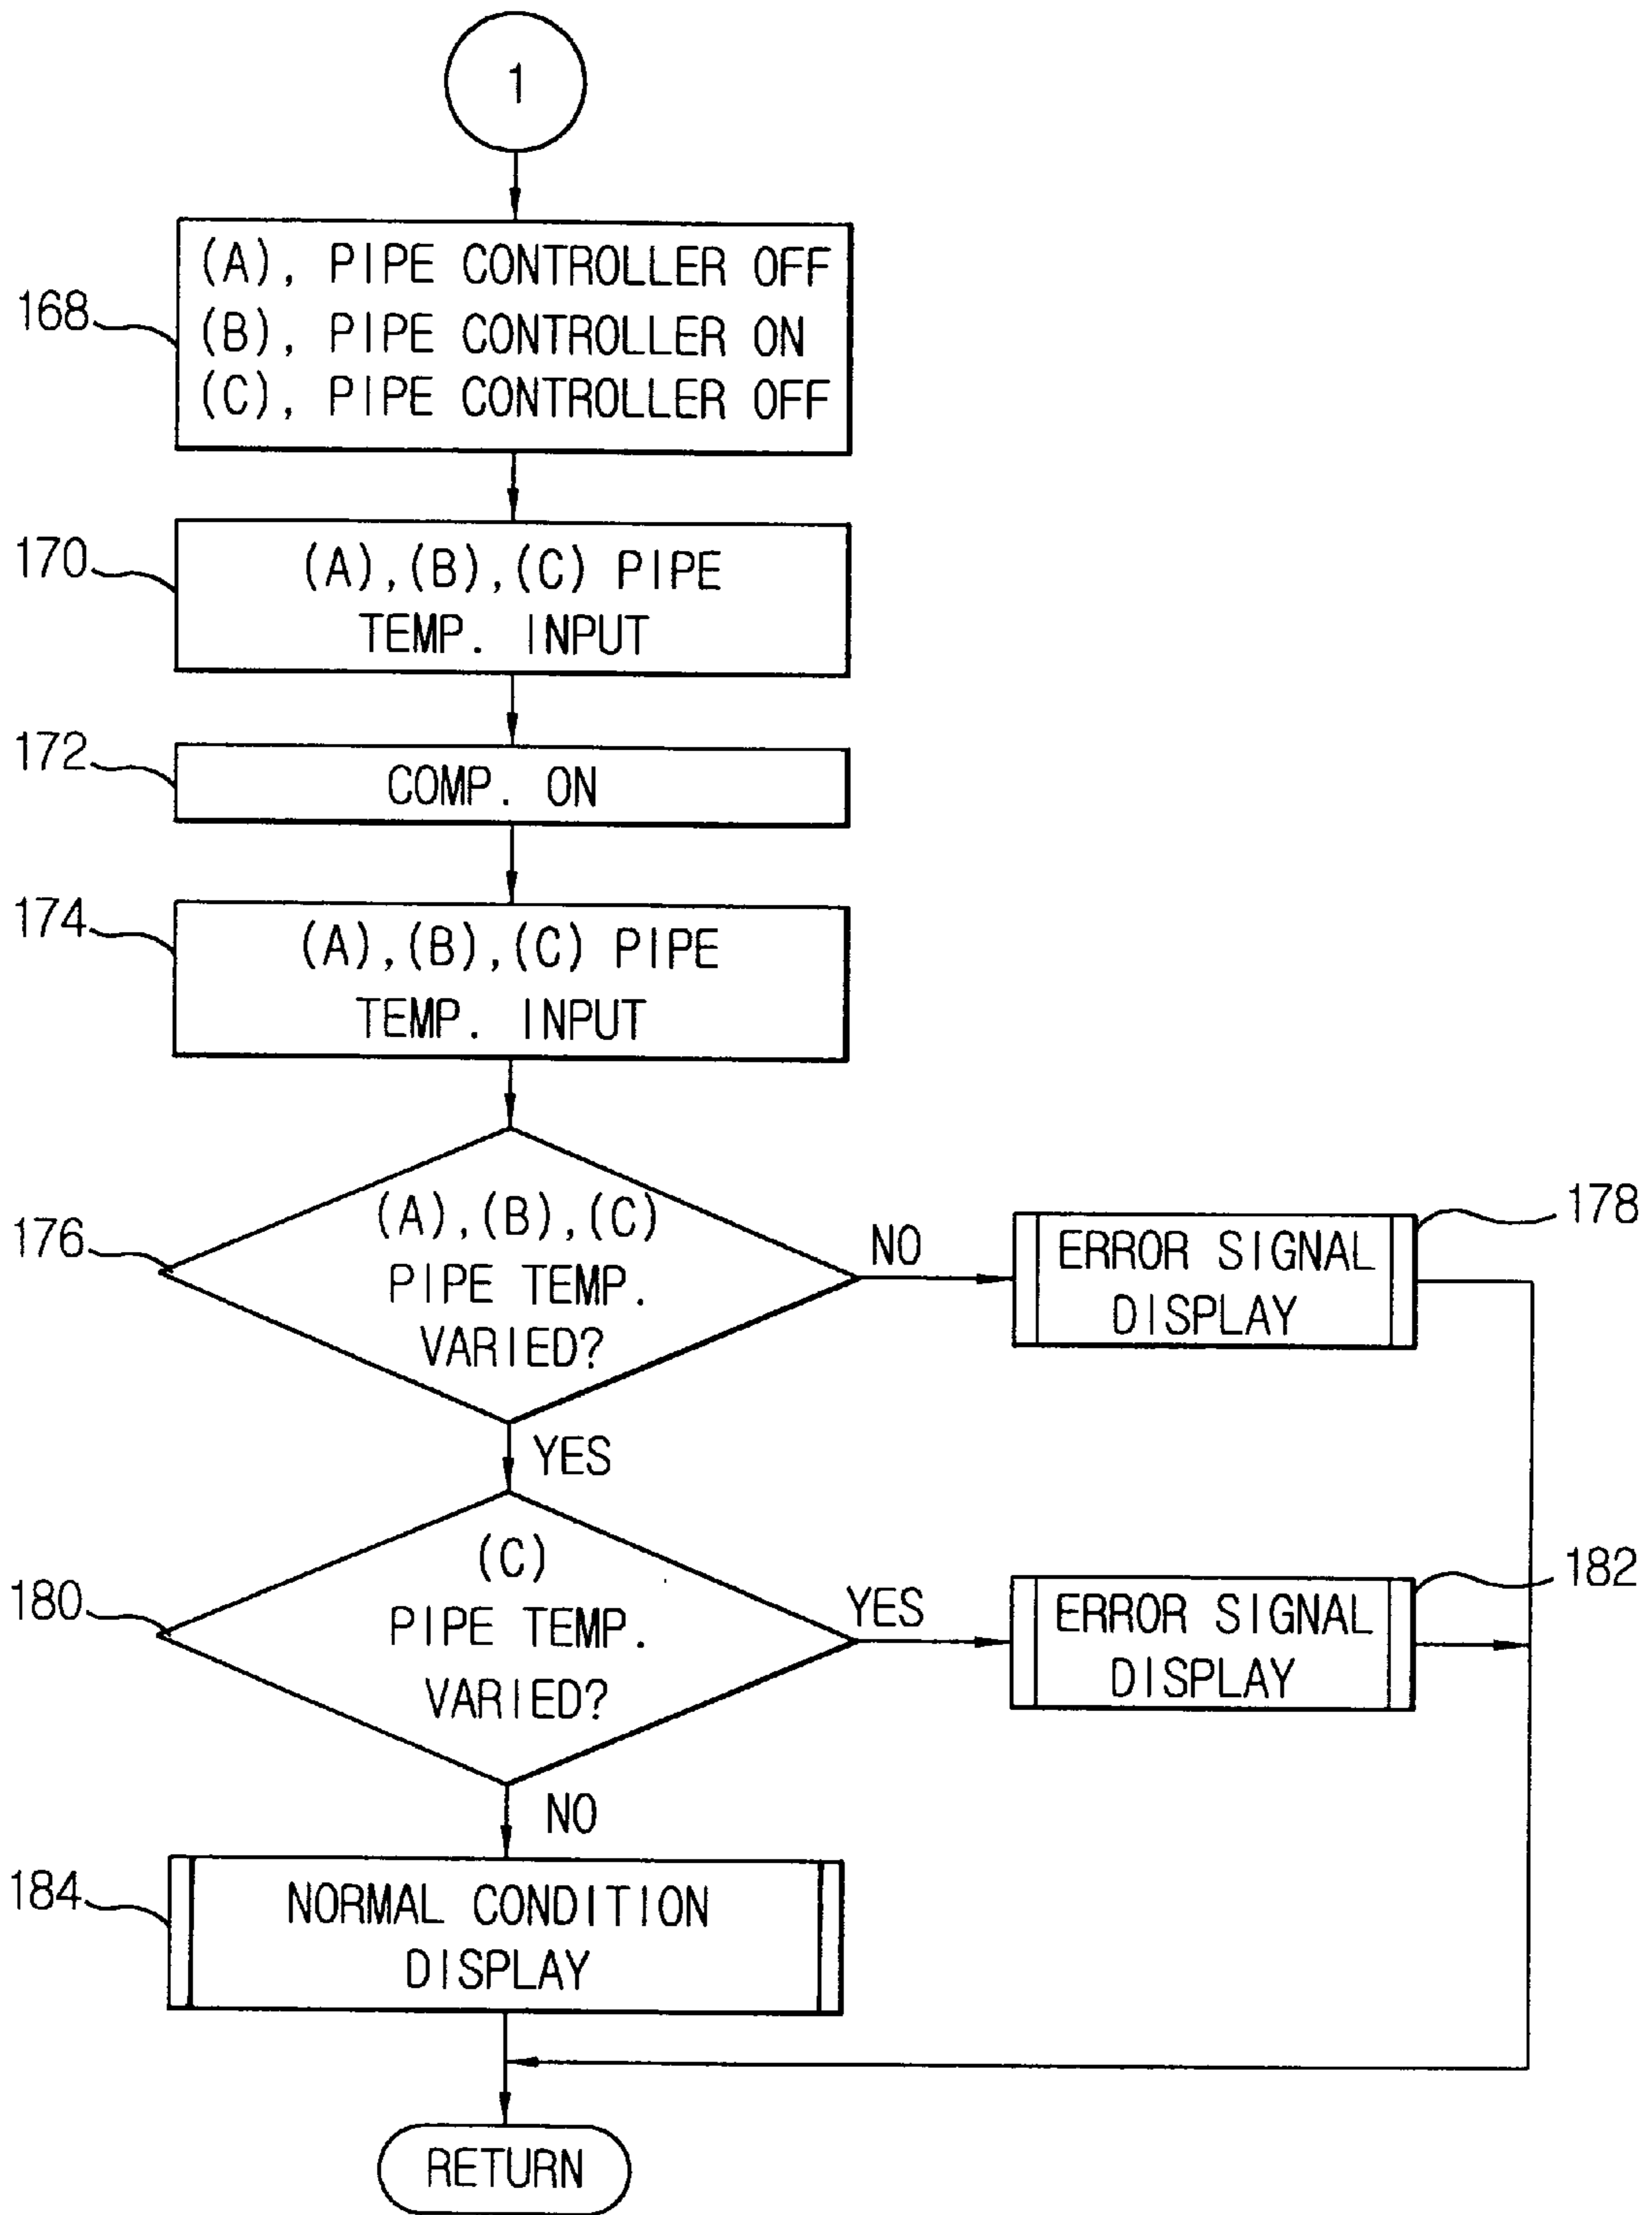 1
168
(A), PIPE CONTROLLER OFF
(B), PIPE CONTROLLER ON
(C), PIPE CONTROLLER OFF
170
(A),(B),(C) PIPE
TEMP. INPUT
172
COMP. ON
174
(A),(B),(C) PIPE
TEMP. INPUT
176
(A),(B),(C)
PIPE TEMP.
VARIED?
NO
178
ERROR SIGNAL
DISPLAY
YES
180
(C)
PIPE TEMP.
VARIED?
YES
182
ERROR SIGNAL
DISPLAY
NO
184
NORMAL CONDITION
DISPLAY
RETURN